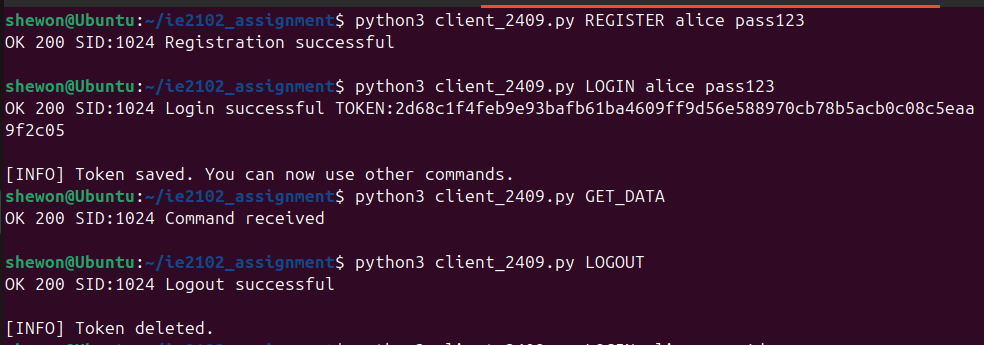 shewon@Ubuntu:~/ie2102_assignment$ python3 client_2409.py REGISTER alice pass123
OK 200 SID:1024 Registration successful
shewon@Ubuntu:~/ie2102_assignment$ python3 client_2409.py LOGIN alice pass123
OK 200 SID:1024 Login successful TOKEN:2d68c1f4feb9e93bafb61ba4609ff9d56e588970cb78b5acb0c08c5eaa
9f2c05
[INFO] Token saved. You can now use other commands.
shewon@Ubuntu:~/ie2102_assignment$ python3 client_2409.py GET_DATA
OK 200 SID:1024 Command received
shewon@Ubuntu:~/ie2102_assignment$ python3 client_2409.py LOGOUT
OK 200 SID:1024 Logout successful
[INFO] Token deleted.